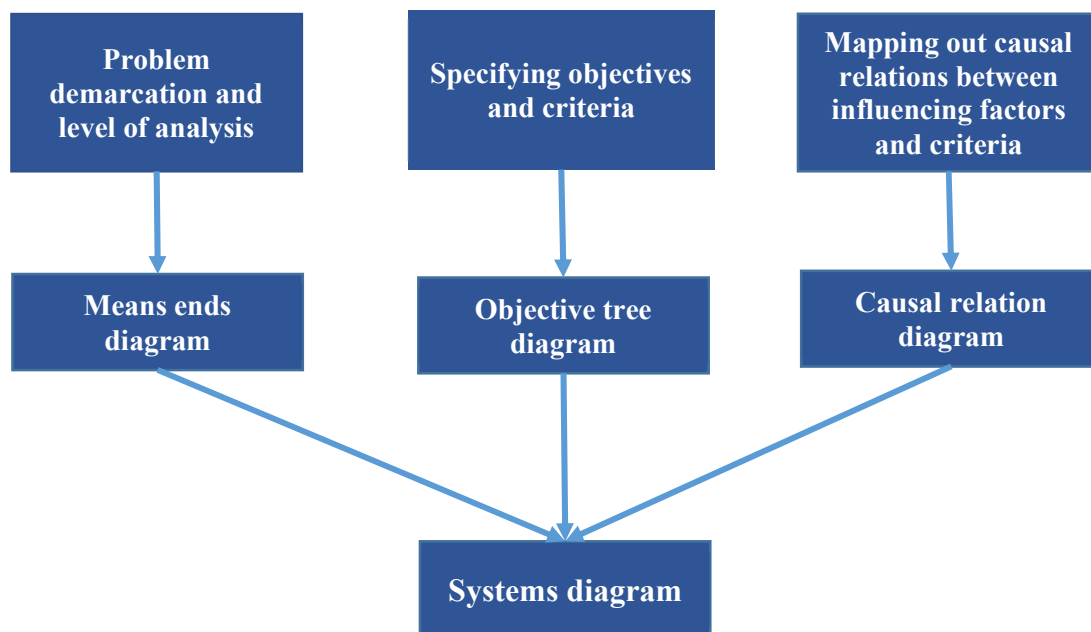 Problem
demarcation and
level of analysis
Specifying objectives
and criteria
Mapping out causal
relations between
influencing factors
and criteria
Means ends
diagram
Objective tree
diagram
Causal relation
diagram
Systems diagram